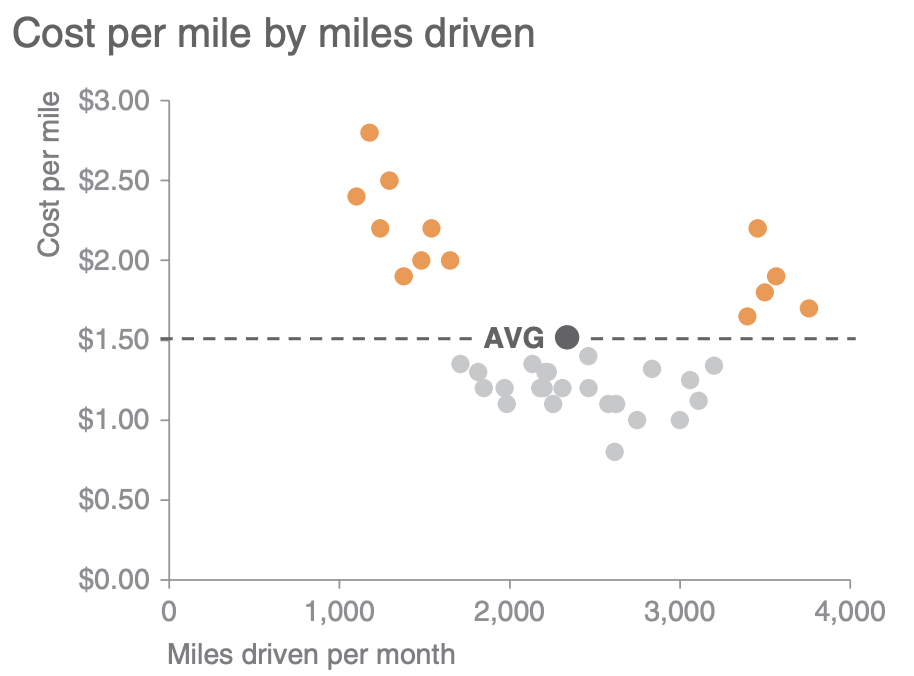 Cost per mile by miles driven
Cost per mile
$3.00
$2.50
$2.00
$1.50
$1.00
$0.50
$0.00
AVG
0 1,000 2,000 3,000 4,000
Miles driven per month